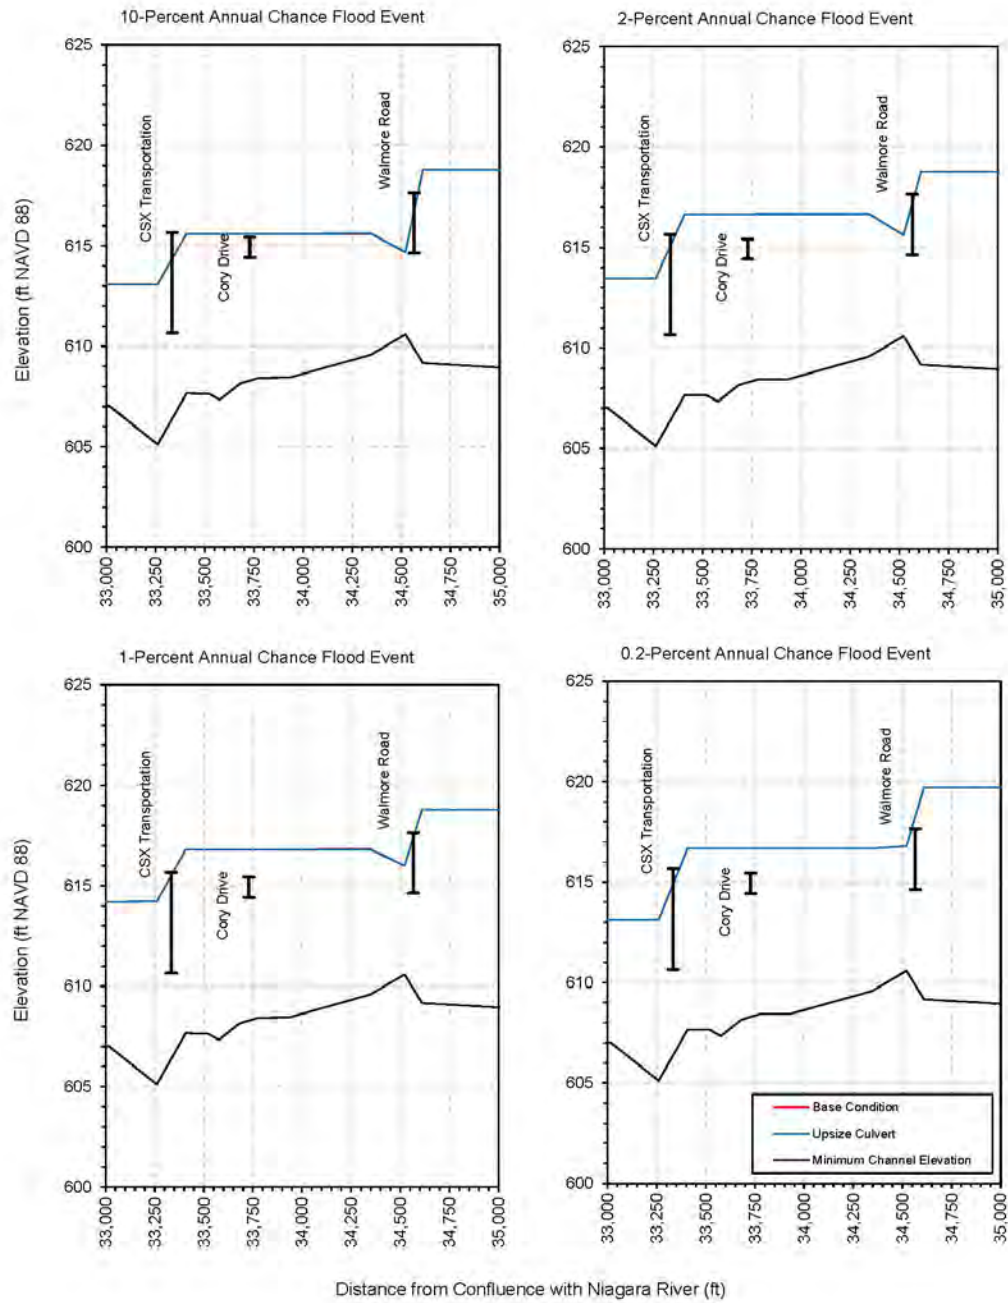 10-Percent Annual Chance Flood Event
2-Percent Annual Chance Flood Event
Elevation (ft NAVD 88)
625
620
615
610
605
600
CSX Transportation
Cory Drive
Walmore Road
33,000
33,250
33,500
33,750
34,000
34,250
34,500
34,750
35,000
625
620
615
610
605
600
CSX Transportation
Cory Drive
Walmore Road
33,000
33,250
33,500
33,750
34,000
34,250
34,500
34,750
35,000
1-Percent Annual Chance Flood Event
0.2-Percent Annual Chance Flood Event
Elevation (ft NAVD 88)
625
620
615
610
605
600
CSX Transportation
Cory Drive
Walmore Road
33,000
33,250
33,500
33,750
34,000
34,250
34,500
34,750
35,000
625
620
615
610
605
600
CSX Transportation
Cory Drive
Walmore Road
Base Condition
Upsize Culvert
Minimum Channel Elevation
33,000
33,250
33,500
33,750
34,000
34,250
34,500
34,750
35,000
Distance from Confluence with Niagara River (ft)